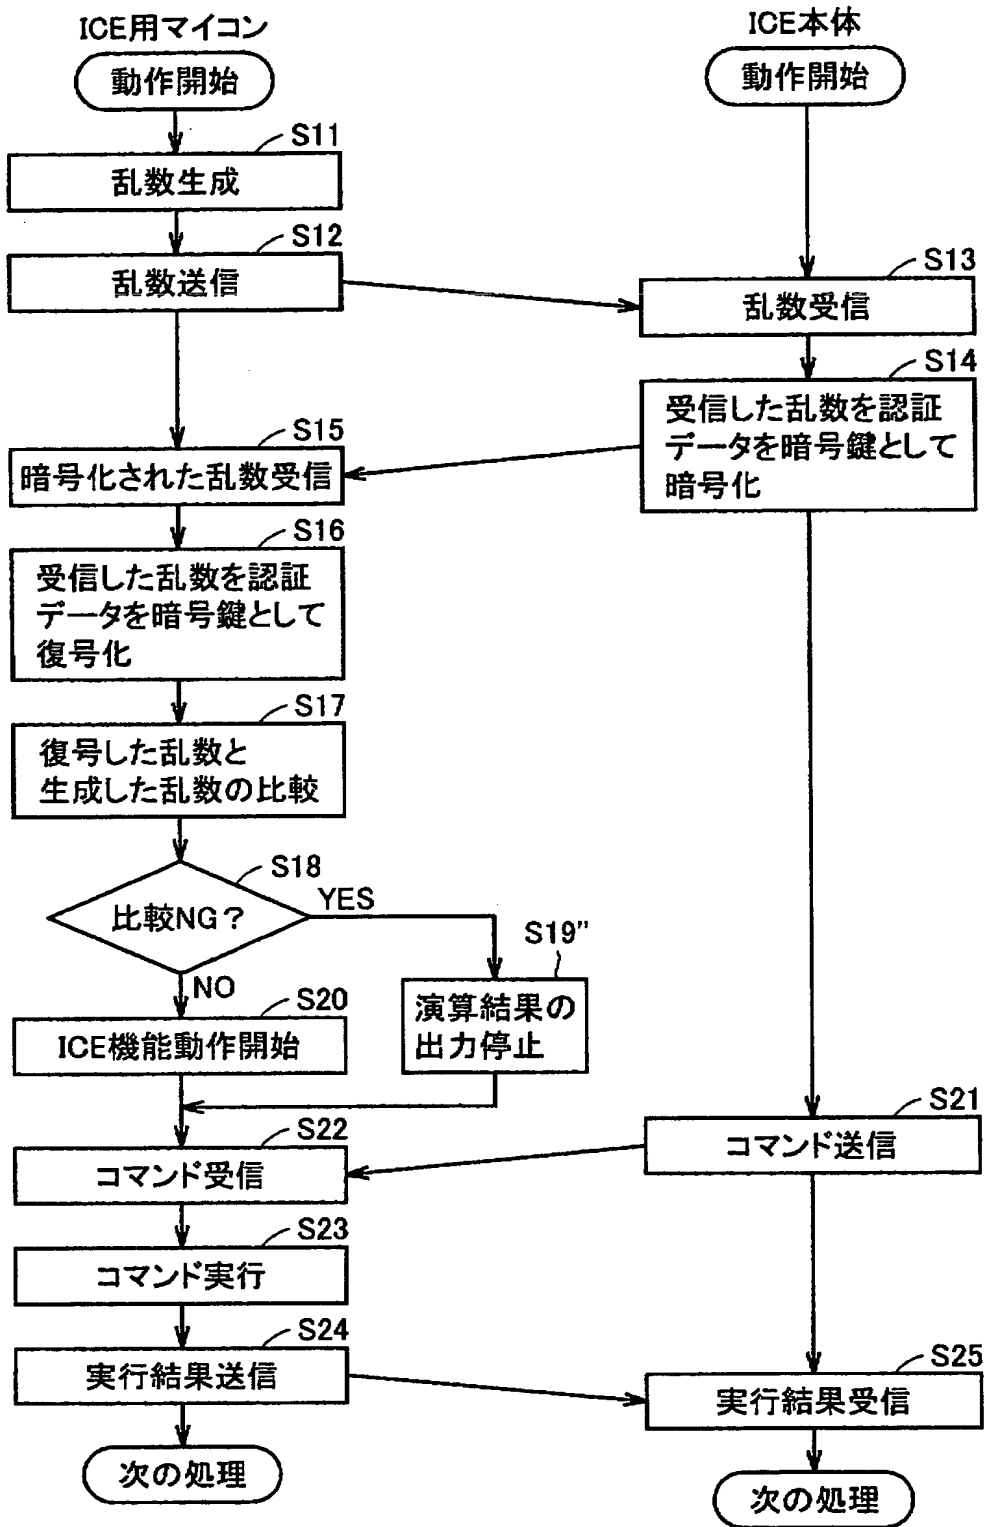 ICE用マイコン
ICE本体
動作開始
動作開始
S11
乱数生成
S12
乱数送信
S13
乱数受信
S14
受信した乱数を認証
データを暗号鍵として
暗号化
S15
暗号化された乱数受信
S16
受信した乱数を認証
データを暗号鍵として
復号化
S17
復号した乱数と
生成した乱数の比較
S18
比較NG?
YES
NO
S19"
演算結果の
出力停止
S20
ICE機能動作開始
S21
コマンド送信
S22
コマンド受信
S23
コマンド実行
S24
実行結果送信
S25
実行結果受信
次の処理
次の処理